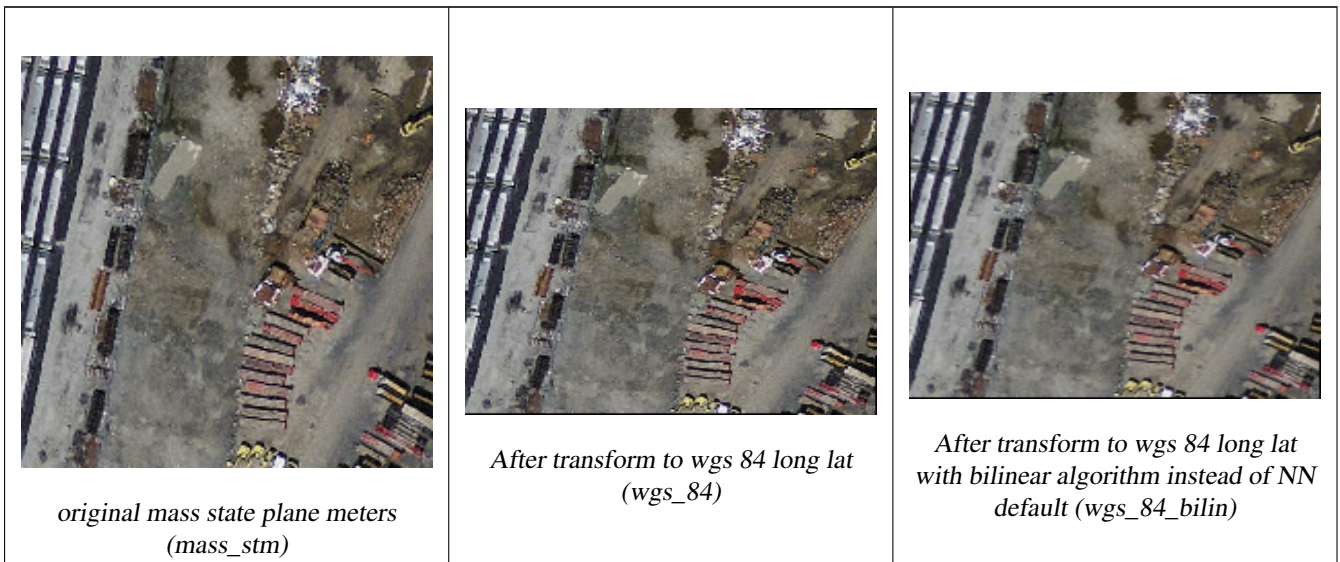 original mass state plane meters
(mass_stm)
After transform to wgs 84 long lat
(wgs_84)
After transform to wgs 84 long lat
with bilinear algorithm instead of NN
default (wgs_84_bilin)